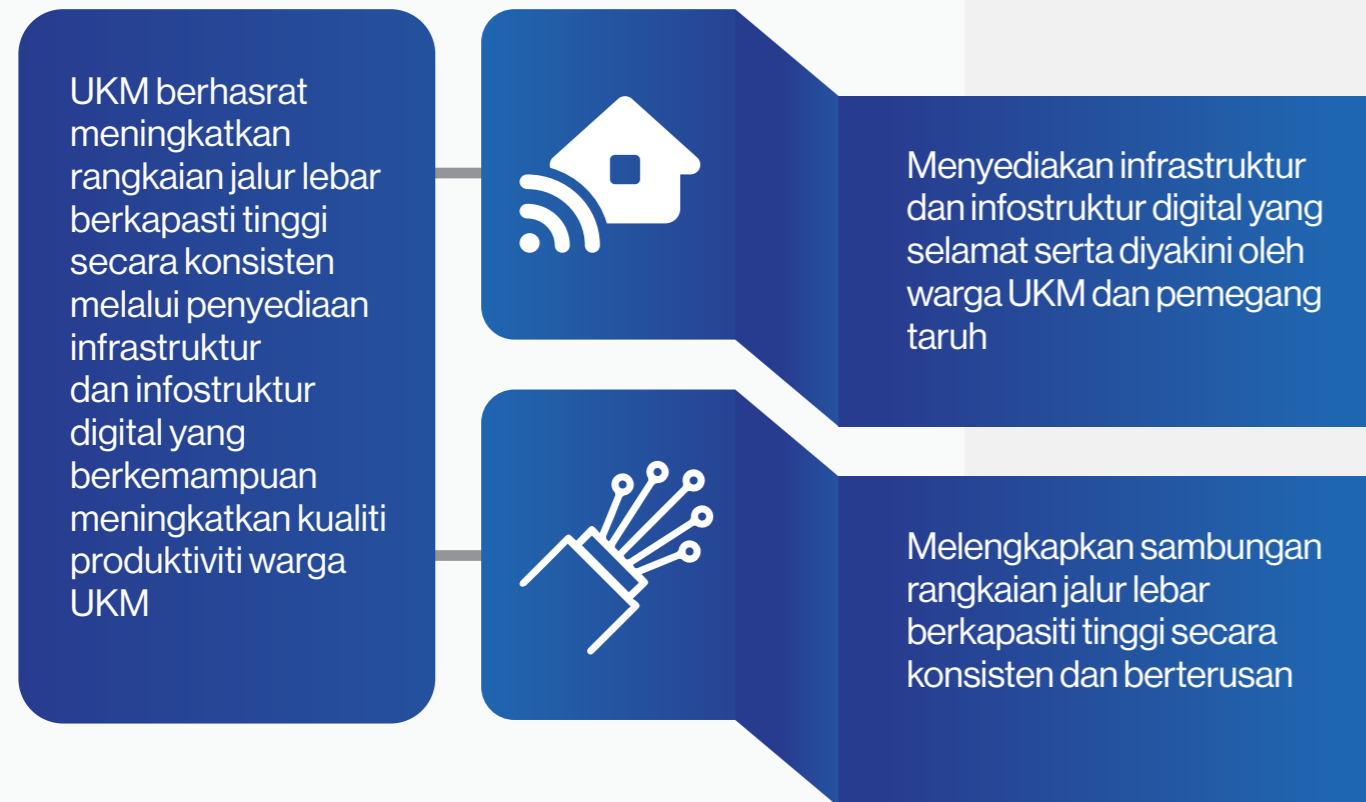 UKM berhasrat
meningkatkan
rangkaian jalur lebar
berkapasti tinggi
secara konsisten
melalui penyediaan
infrastruktur
dan infostruktur
digital yang
berkemampuan
meningkatkan kualiti
produktiviti warga
UKM
Menyediakan infrastruktur
dan infostruktur digital yang
selamat serta diyakini oleh
warga UKM dan pemegang
taruh
Melengkapkan sambungan
rangkaian jalur lebar
berkapasiti tinggi secara
konsisten dan berterusan